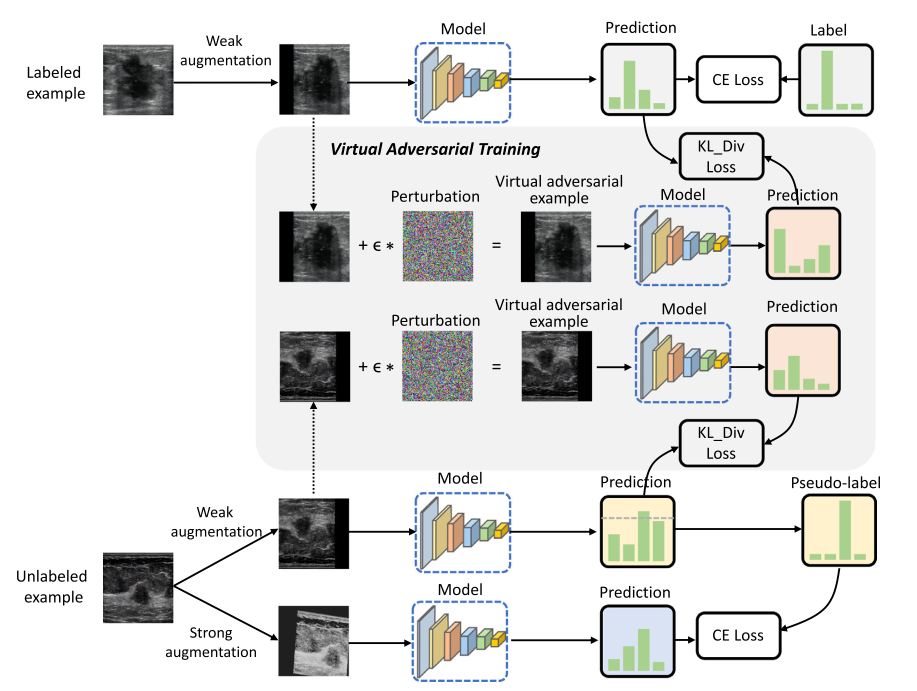 Model
Prediction
Label
Weak
augmentation
Labeled
example
CE Loss
Virtual Adversarial Training
KL_Div
Loss
Perturbation
Virtual adversarial
example
Model
Prediction
+ ϵ *
=
Perturbation
Virtual adversarial
example
Model
Prediction
+ ϵ *
=
KL_Div
Loss
Model
Prediction
Pseudo-label
Weak
augmentation
Unlabeled
example
Model
Prediction
Strong
augmentation
CE Loss